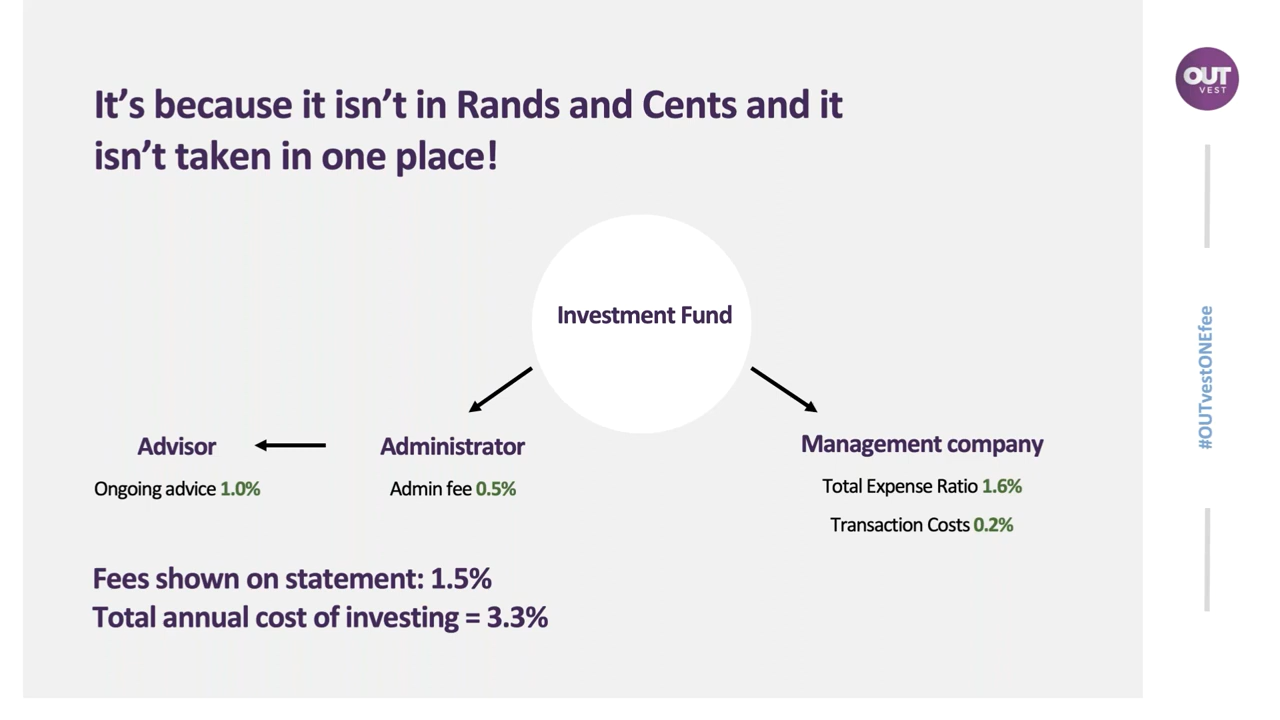 It’s because it isn’t in Rands and Cents and it
isn’t taken in one place!
Investment Fund
Advisor
Ongoing advice 1.0%
Administrator
Admin fee 0.5%
Management company
Total Expense Ratio 1.6%
Transaction Costs 0.2%
Fees shown on statement: 1.5%
Total annual cost of investing = 3.3%
OUT
VEST
#OUTvestONEfee